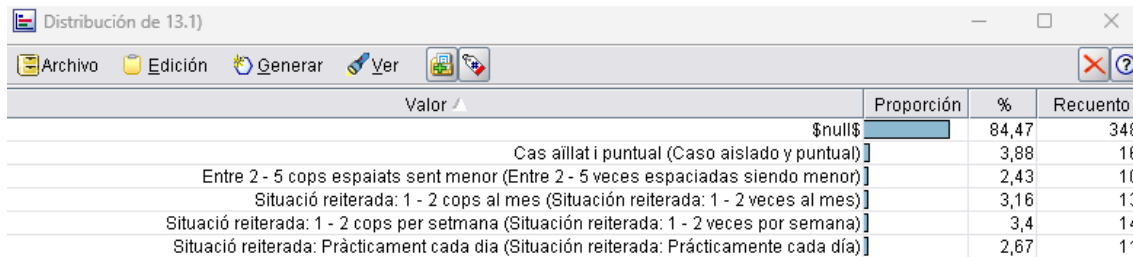 Distribución de 13.1)
Archivo Edición Generar Ver
Valor Proporción % Recuento
$null$ 84,47
Cas aïllat i puntual (Caso aislado y puntual) 3,88
Entre 2 - 5 cops espaiats sent menor (Entre 2 - 5 veces espaciadas siendo menor) 2,43
Situació reiterada: 1 - 2 cops al mes (Situación reiterada: 1 - 2 veces al mes) 3,16
Situació reiterada: 1 - 2 cops per setmana (Situación reiterada: 1 - 2 veces por semana) 3,4
Situació reiterada: Pràcticament cada dia (Situación reiterada: Prácticamente cada día) 2,67